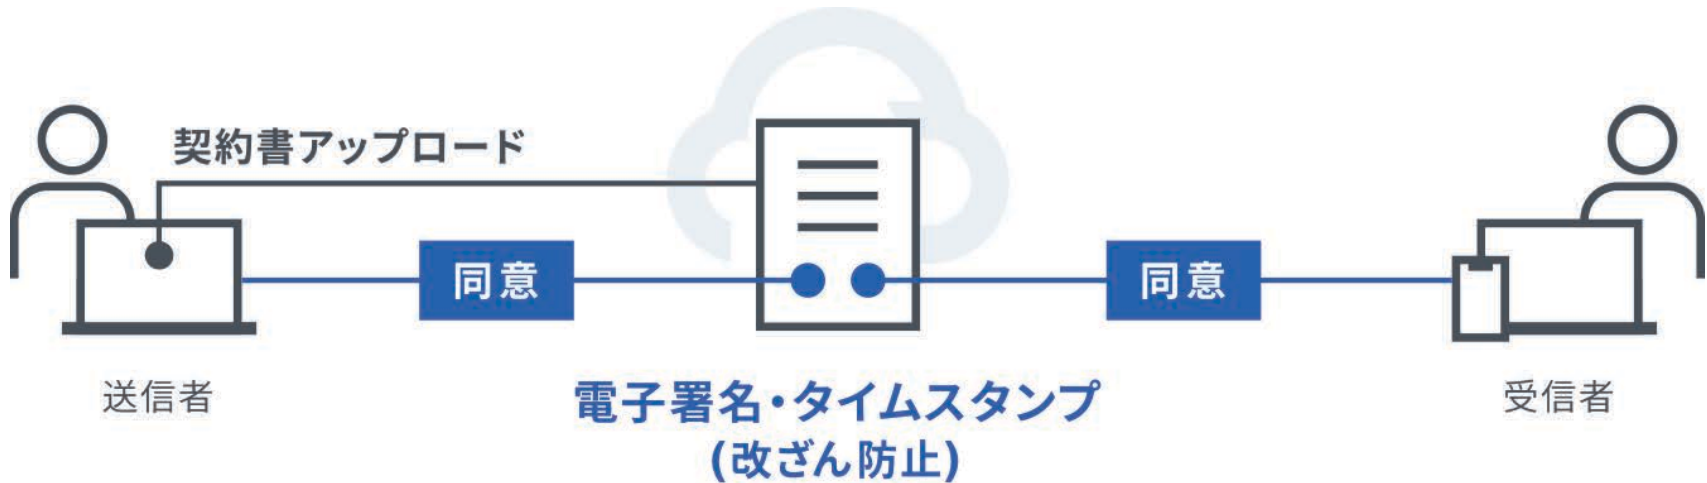 契約書アップロード
同意
同意
送信者
電子署名・タイムスタンプ
(改ざん防止)
受信者